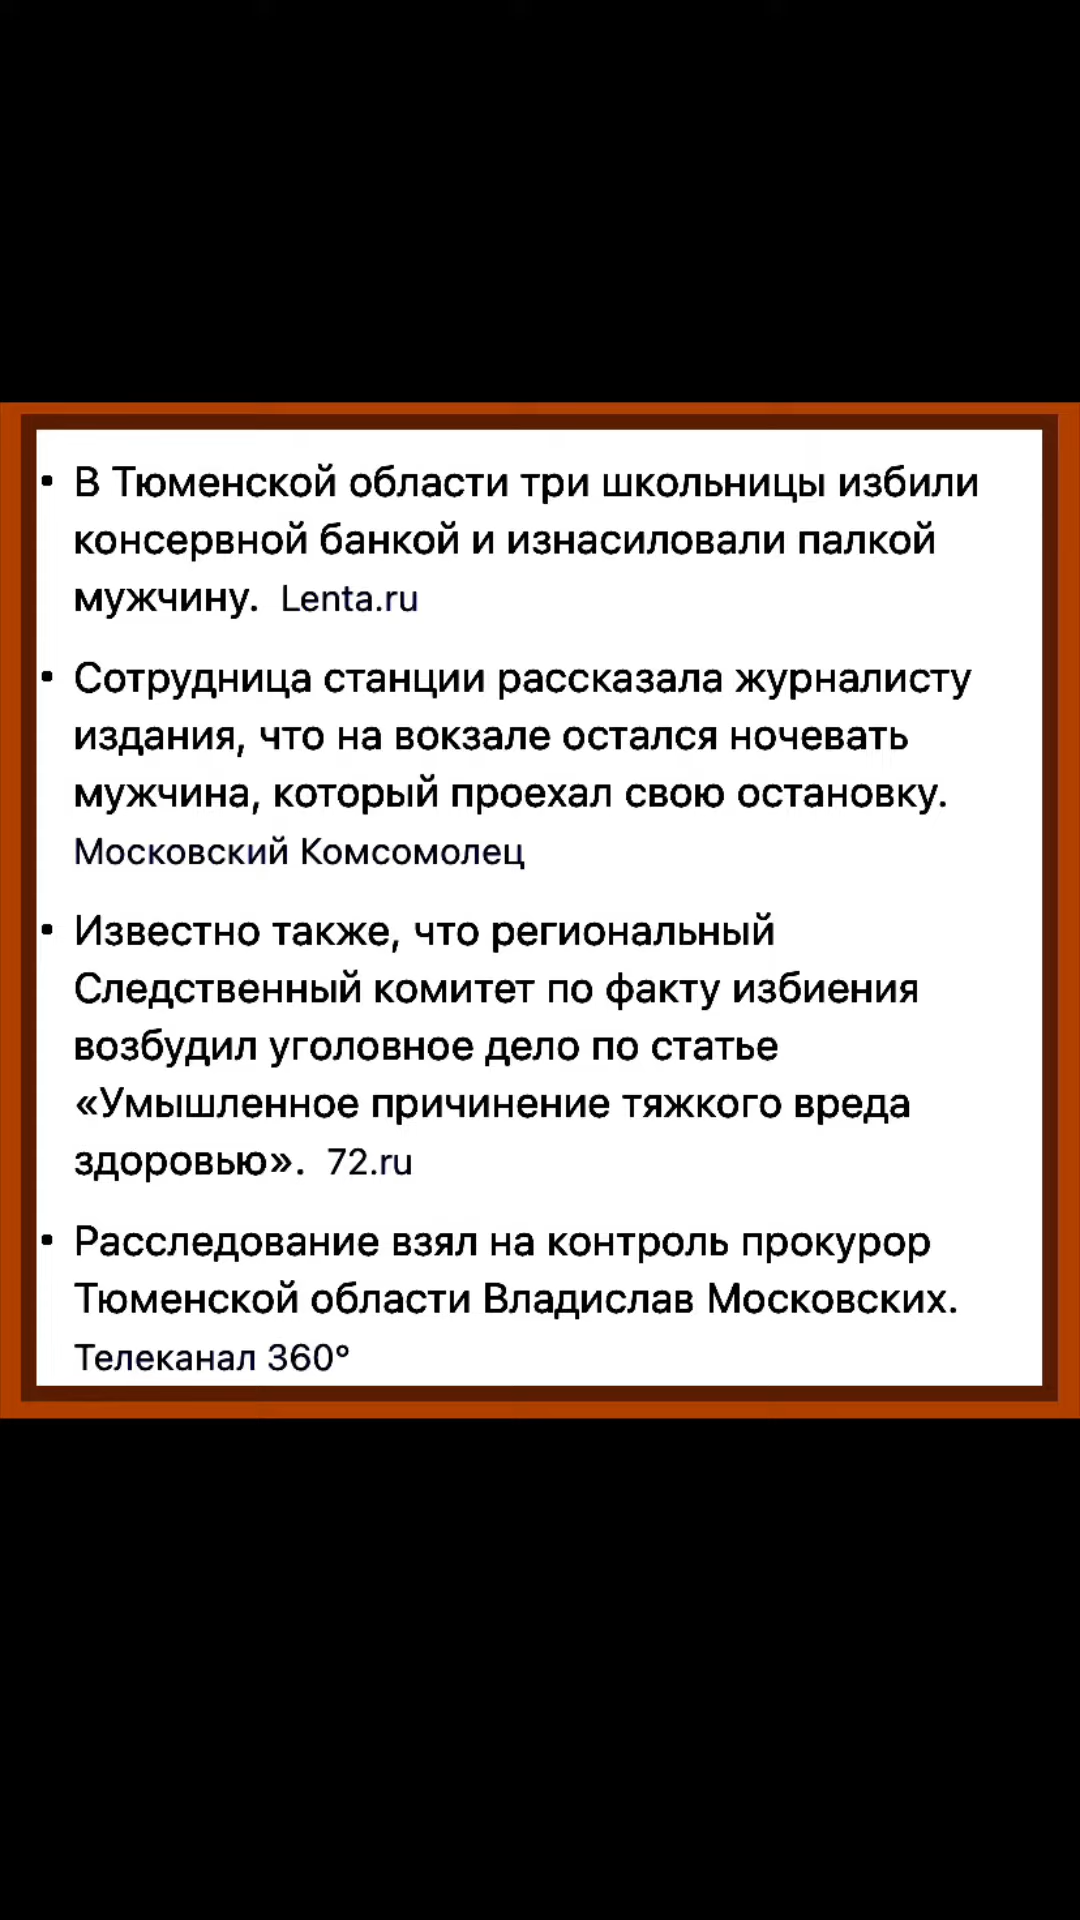 • В Тюменской области три школьницы избили
консервной банкой и изнасиловали палкой
мужчину. Lenta.ru
• Сотрудница станции рассказала журналисту
издания, что на вокзале остался ночевать
мужчина, который проехал свою остановку.
Московский Комсомолец
• Известно также, что региональный
Следственный комитет по факту избиения
возбудил уголовное дело по статье
«Умышленное причинение тяжкого вреда
здоровью». 72.ru
• Расследование взял на контроль прокурор
Тюменской области Владислав Московских.
Телеканал 360°